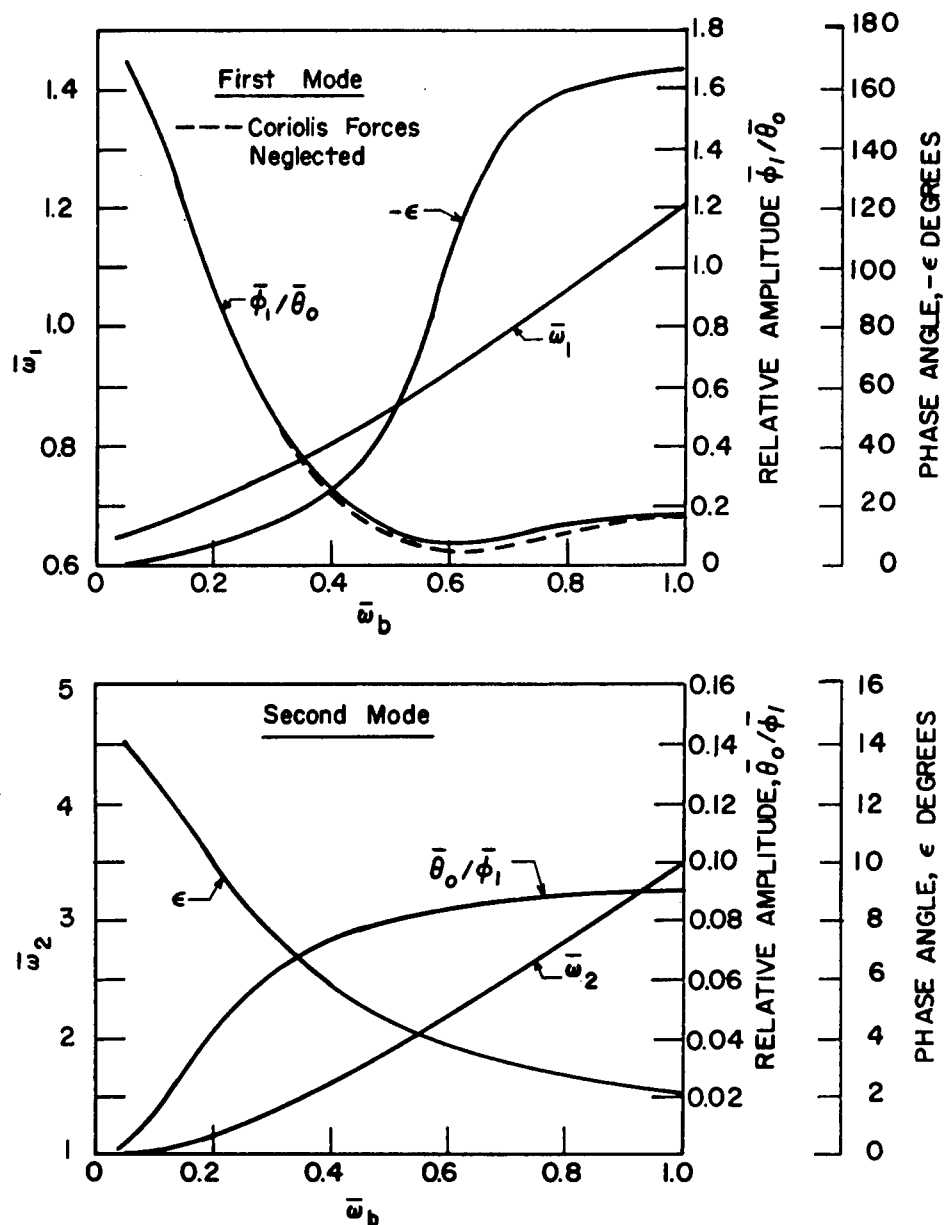 First Mode
--- Coriolis Forces
Neglected
-ϵ
ϕ̄₁/θ̄₀
ω̄₁
1.4
1.2
1.0
0.8
0.6
ω̄₁
0 0.2 0.4 0.6 0.8 1.0
ω̄b
1.8
1.6
1.4
1.2
1.0
0.8
0.6
0.4
0.2
0
RELATIVE AMPLITUDE ϕ̄₁/θ̄₀
180
160
140
120
100
80
60
40
20
0
PHASE ANGLE, -ϵ DEGREES
Second Mode
ϵ
θ̄₀/ϕ̄₁
ω̄₂
5
4
3
2
1
ω̄₂
0 0.2 0.4 0.6 0.8 1.0
ω̄b
0.16
0.14
0.12
0.10
0.08
0.06
0.04
0.02
0
RELATIVE AMPLITUDE, θ̄₀/ϕ̄₁
16
14
12
10
8
6
4
2
0
PHASE ANGLE, ϵ DEGREES